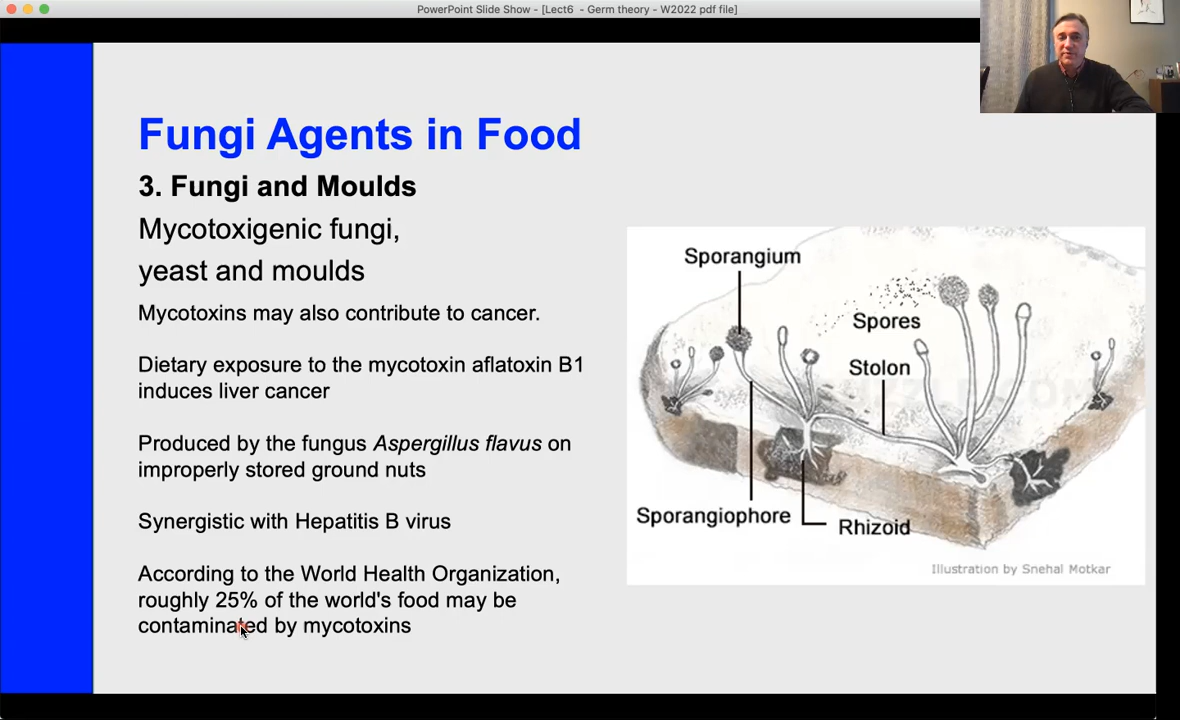 PowerPoint Slide Show - [Lect6 - Germ theory - W2022 pdf file]
Fungi Agents in Food
3. Fungi and Moulds
Mycotoxigenic fungi,
yeast and moulds
Mycotoxins may also contribute to cancer.
Dietary exposure to the mycotoxin aflatoxin B1
induces liver cancer
Produced by the fungus Aspergillus flavus on
improperly stored ground nuts
Synergistic with Hepatitis B virus
According to the World Health Organization,
roughly 25% of the world's food may be
contaminated by mycotoxins
Sporangium
Spores
Stolon
Sporangiophore
Rhizoid
Illustration by Snehal Motkar